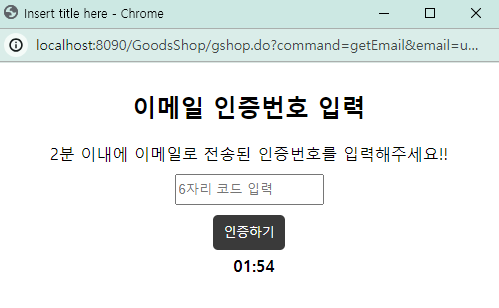 Insert title here - Chrome
localhost:8090/GoodsShop/gshop.do?command=getEmail&email=u...
이메일 인증번호 입력
2분 이내에 이메일로 전송된 인증번호를 입력해주세요!!
6자리 코드 입력
인증하기
01:54